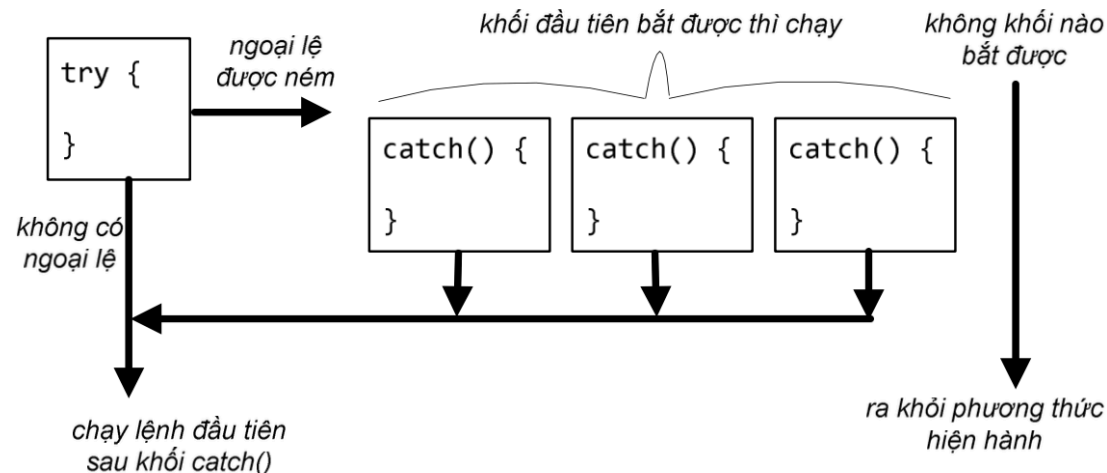 khối đầu tiên bắt được thì chạy
không khối nào
bắt được
try {
}
ngoại lệ
được ném
catch() {
}
catch() {
}
catch() {
}
không có
ngoại lệ
chạy lệnh đầu tiên
sau khối catch()
ra khỏi phương thức
hiện hành